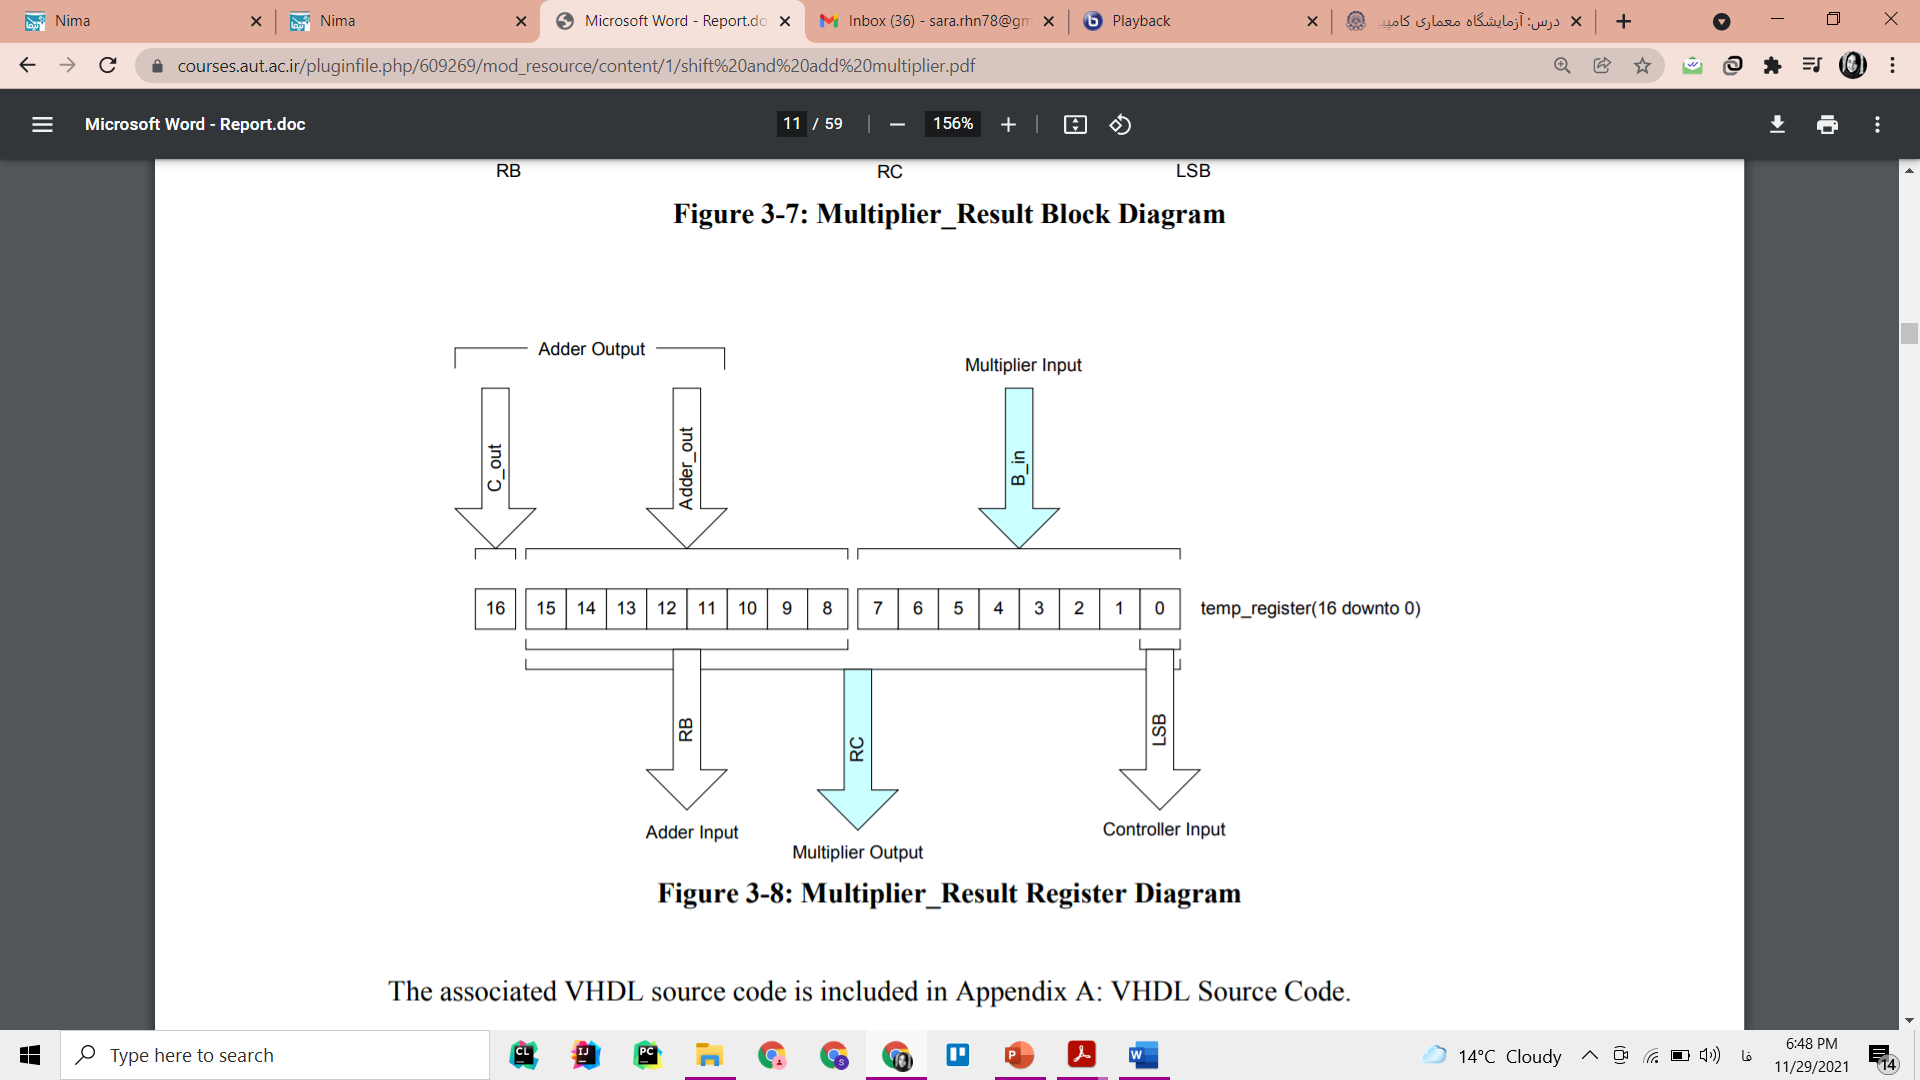 Nima
Nima
Microsoft Word - Report.do
Inbox (36) - sara.rhn78@gm
Playback
درس: آزمایشگاه معماری کامپی
courses.aut.ac.ir/pluginfile.php/609269/mod_resource/content/1/shift%20and%20add%20multiplier.pdf
Microsoft Word - Report.doc
11 / 59
156%
RB RC LSB
Figure 3-7: Multiplier_Result Block Diagram
Adder Output
Multiplier Input
C_out
Adder_out
B_in
16 15 14 13 12 11 10 9 8 7 6 5 4 3 2 1 0 temp_register(16 downto 0)
RB
RC
LSB
Adder Input
Multiplier Output
Controller Input
Figure 3-8: Multiplier_Result Register Diagram
The associated VHDL source code is included in Appendix A: VHDL Source Code.
Type here to search
CL
IJ
PC
S
P
W
14°C Cloudy
فا
6:48 PM
11/29/2021
14